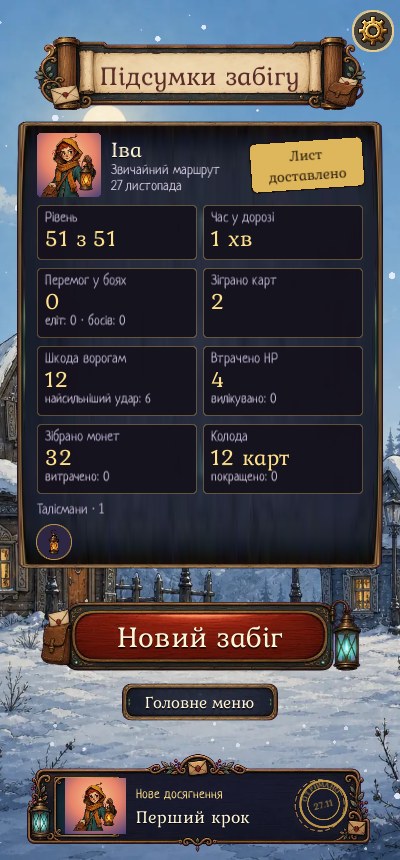 Підсумки забігу
Іва
Звичайний маршрут
27 листопада
Лист
доставлено
Рівень
51 з 51
Час у дорозі
1 хв
Перемог у боях
0
еліт: 0 · босів: 0
Зіграно карт
2
Шкода ворогам
12
найсильніший удар: 6
Втрачено HP
4
вилікувано: 0
Зібрано монет
32
витрачено: 0
Колода
12 карт
покращено: 0
Талісмани · 1
Новий забіг
Головне меню
Нове досягнення
Перший крок
27.11